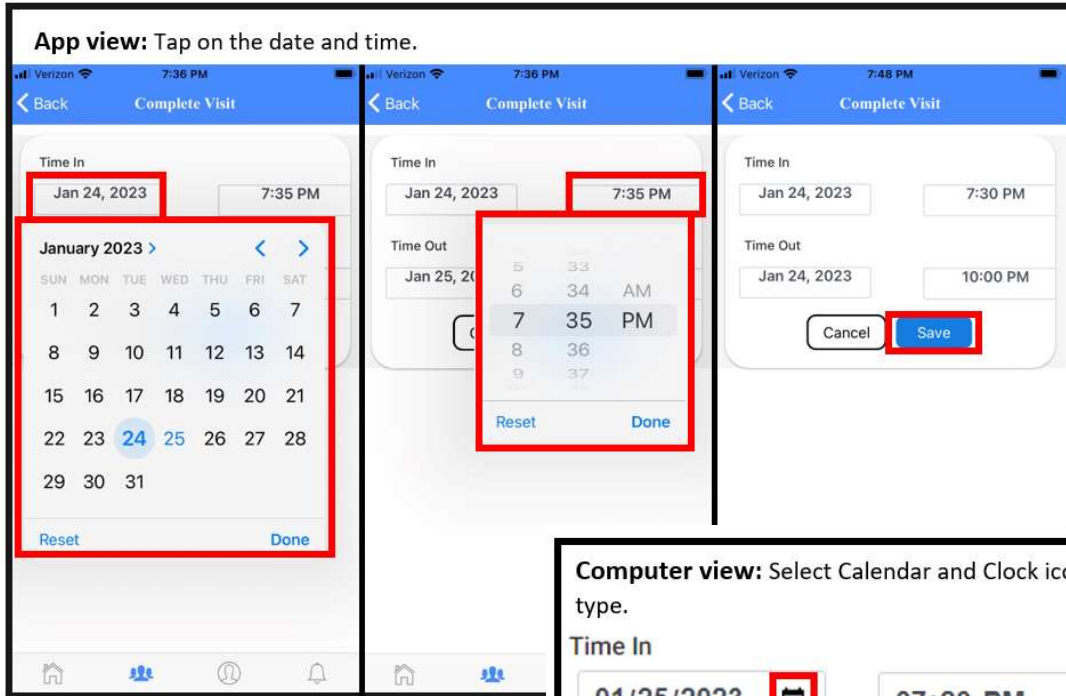 App view: Tap on the date and time.
Verizon 7:36 PM
Back Complete Visit
Time In
Jan 24, 2023 7:35 PM
January 2023 >
SUN MON TUE WED THU FRI SAT
1 2 3 4 5 6 7
8 9 10 11 12 13 14
15 16 17 18 19 20 21
22 23 24 25 26 27 28
29 30 31
Reset Done
Verizon 7:36 PM
Back Complete Visit
Time In
Jan 24, 2023 7:35 PM
Time Out
Jan 25, 20
5 33
6 34 AM
7 35 PM
8 36
9 37
Reset Done
Verizon 7:48 PM
Back Complete Visit
Time In
Jan 24, 2023 7:30 PM
Time Out
Jan 24, 2023 10:00 PM
Cancel Save
Computer view: Select Calendar and Clock ico
type.
Time In
01/25/2023